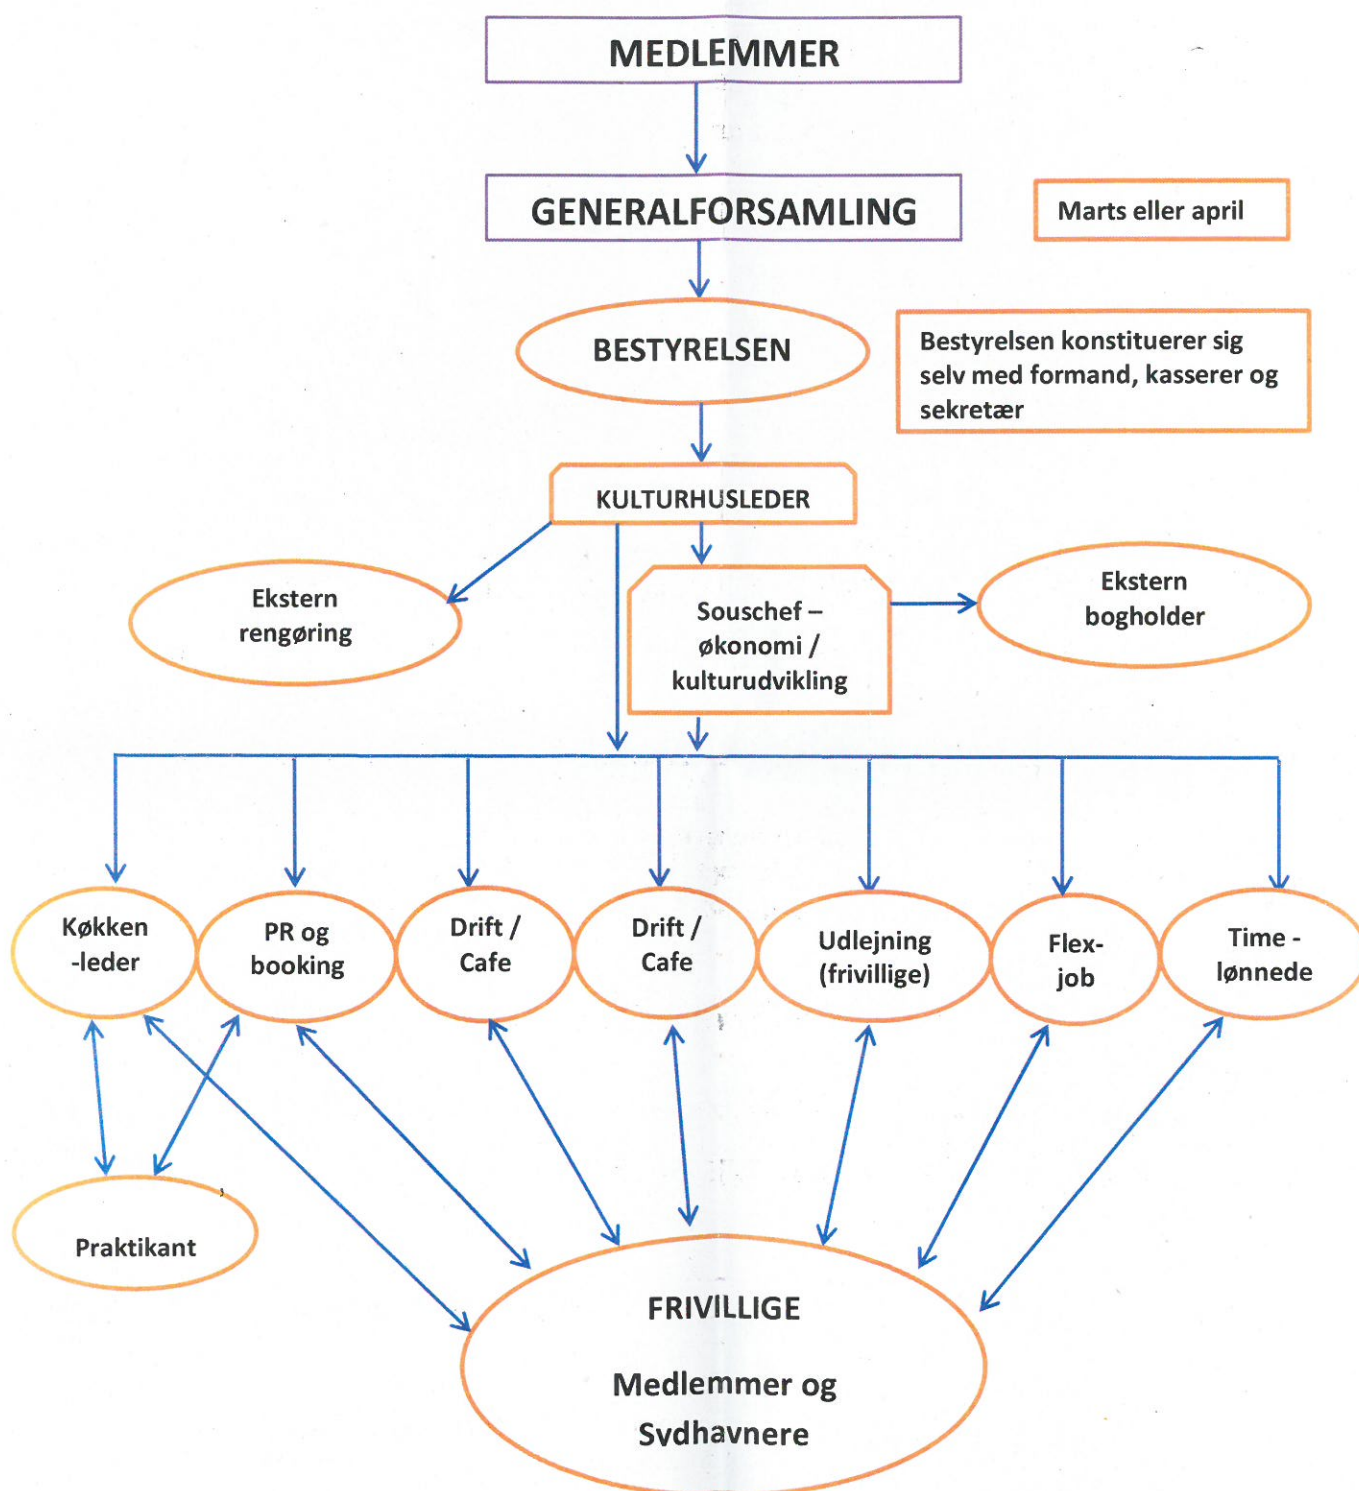 MEDLEMMER
GENERALFORSAMLING
Marts eller april
BESTYRELSEN
Bestyrelsen konstituerer sig
selv med formand, kasserer og
sekretær
KULTURHUSLEDER
Ekstern
rengøring
Souschef –
økonomi /
kulturudvikling
Ekstern
bogholder
Køkken
-leder
PR og
booking
Drift /
Cafe
Drift /
Cafe
Udlejning
(frivillige)
Flex-
job
Time -
lønnede
Praktikant
FRIVILLIGE
Medlemmer og
Sydhavnere